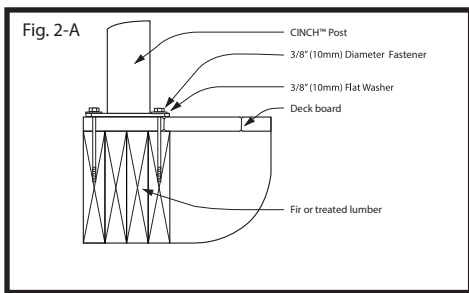 Fig. 2-A
CINCH™ Post
3/8" (10mm) Diameter Fastener
3/8" (10mm) Flat Washer
Deck board
Fir or treated lumber